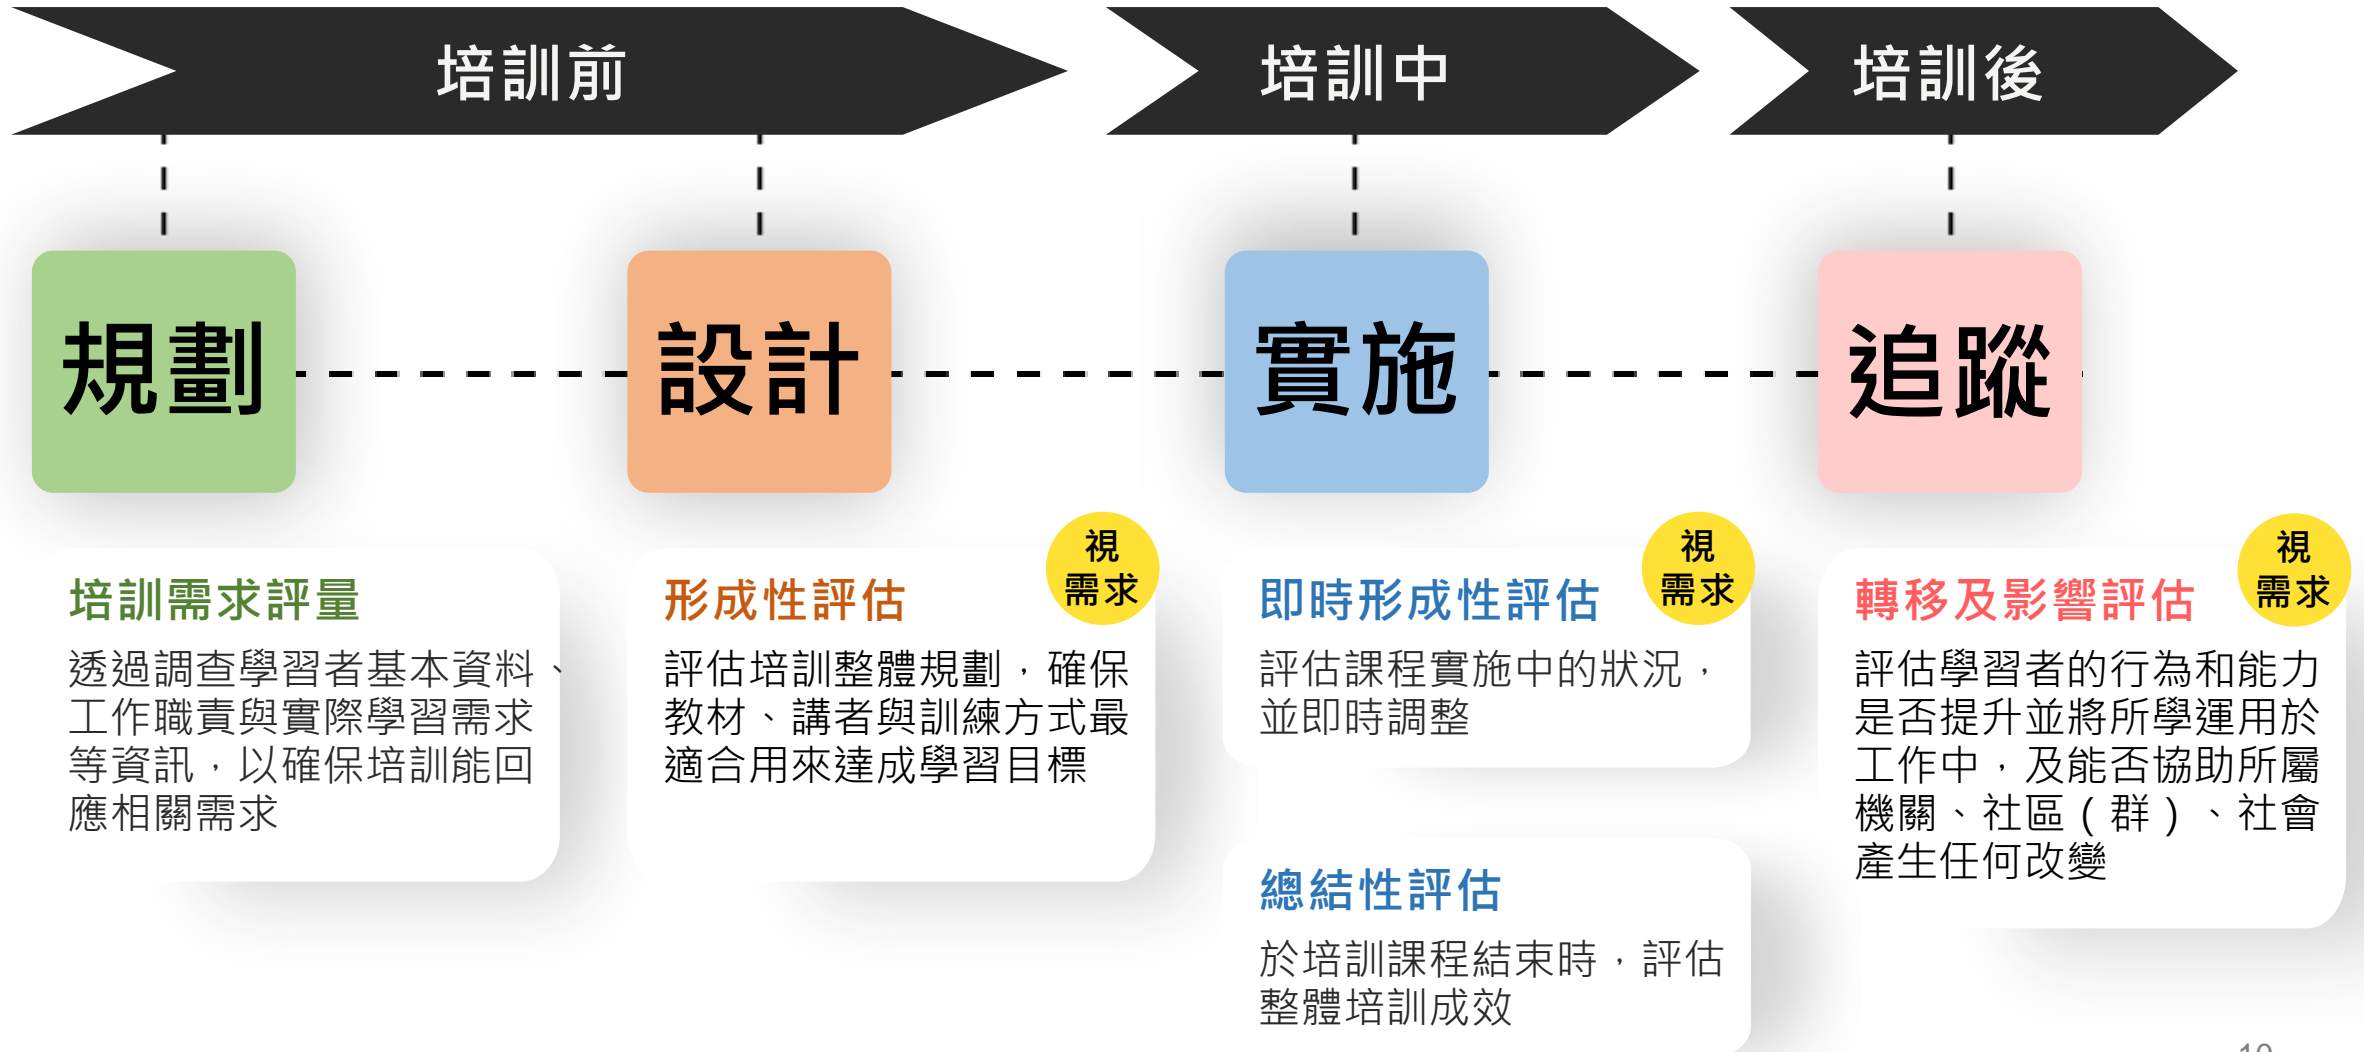 培訓前
培訓中
培訓後
規劃
設計
實施
追蹤
培訓需求評量
透過調查學習者基本資料、
工作職責與實際學習需求
等資訊，以確保培訓能回
應相關需求
視
需求
形成性評估
評估培訓整體規劃，確保
教材、講者與訓練方式最
適合用來達成學習目標
視
需求
即時形成性評估
評估課程實施中的狀況，
並即時調整
總結性評估
於培訓課程結束時，評估
整體培訓成效
視
需求
轉移及影響評估
評估學習者的行為和能力
是否提升並將所學運用於
工作中，及能否協助所屬
機關、社區(群)、社會
產生任何改變